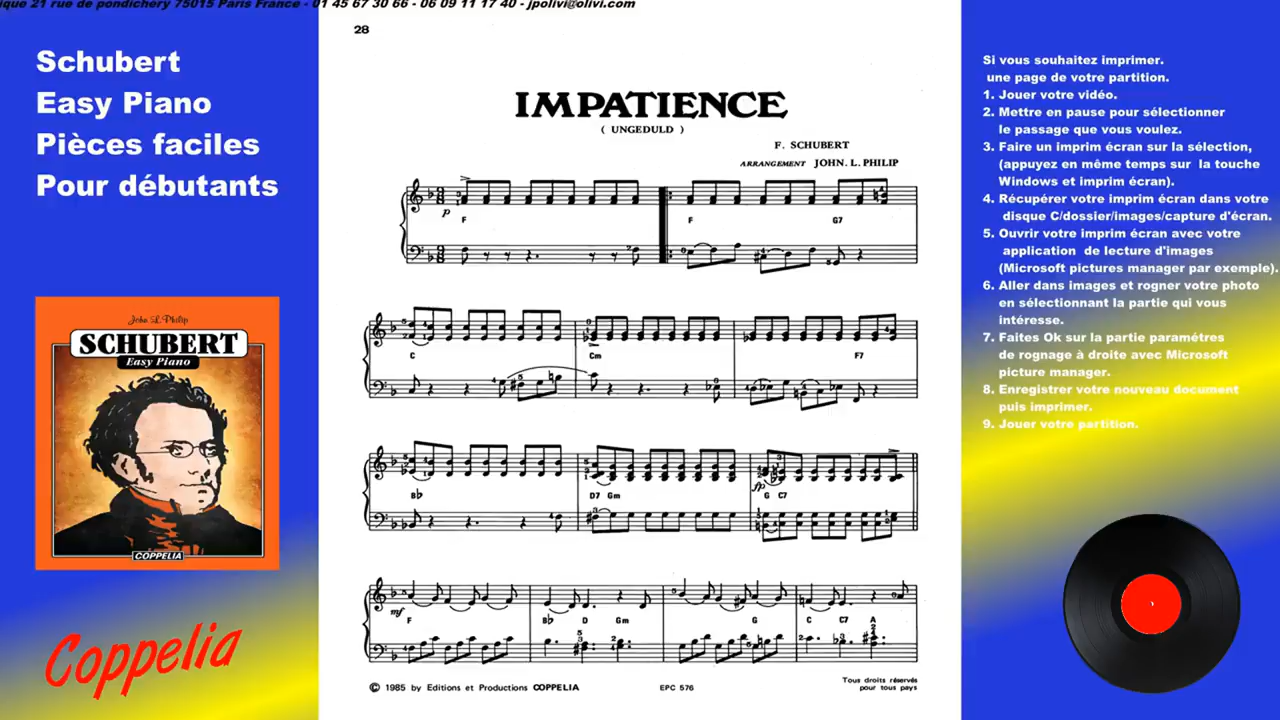 ique 21 rue de pondichéry 75015 Paris France - 01 45 67 30 66 - 06 09 11 17 40 - jpolivi@olivi.com
Schubert
Easy Piano
Pièces faciles
Pour débutants
John L. Philip
SCHUBERT
Easy Piano
COPPELIA
Coppelia
28
IMPATIENCE
( UNGEDULD )
F. SCHUBERT
ARRANGEMENT JOHN. L. PHILIP
p
F F G7
C Cm F7
B♭ D7 Gm G C7
fp
mf
F B♭ D Gm G C C7 A
© 1985 by Editions et Productions COPPELIA
EPC 576
Tous droits réservés
pour tous pays
Si vous souhaitez imprimer.
une page de votre partition.
1. Jouer votre vidéo.
2. Mettre en pause pour sélectionner
le passage que vous voulez.
3. Faire un imprim écran sur la sélection,
(appuyez en même temps sur la touche
Windows et imprim écran).
4. Récupérer votre imprim écran dans votre
disque C/dossier/images/capture d'écran.
5. Ouvrir votre imprim écran avec votre
application de lecture d'images
(Microsoft pictures manager par exemple).
6. Aller dans images et rogner votre photo
en sélectionnant la partie qui vous
intéresse.
7. Faites Ok sur la partie paramétres
de rognage à droite avec Microsoft
picture manager.
8. Enregistrer votre nouveau document
puis imprimer.
9. Jouer votre partition.